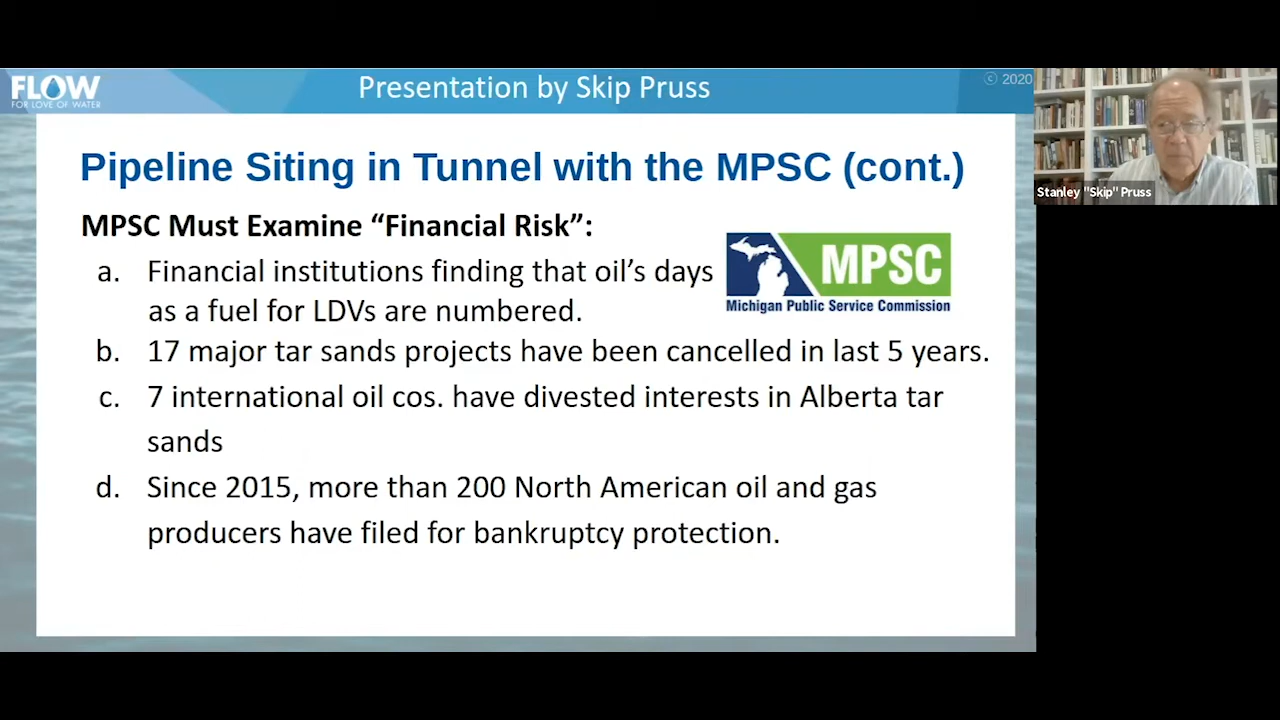 FLOW
FOR LOVE OF WATER
Presentation by Skip Pruss
© 2020
Stanley "Skip" Pruss
Pipeline Siting in Tunnel with the MPSC (cont.)
MPSC Must Examine “Financial Risk”:
MPSC
Michigan Public Service Commission
a. Financial institutions finding that oil’s days
as a fuel for LDVs are numbered.
b. 17 major tar sands projects have been cancelled in last 5 years.
c. 7 international oil cos. have divested interests in Alberta tar
sands
d. Since 2015, more than 200 North American oil and gas
producers have filed for bankruptcy protection.